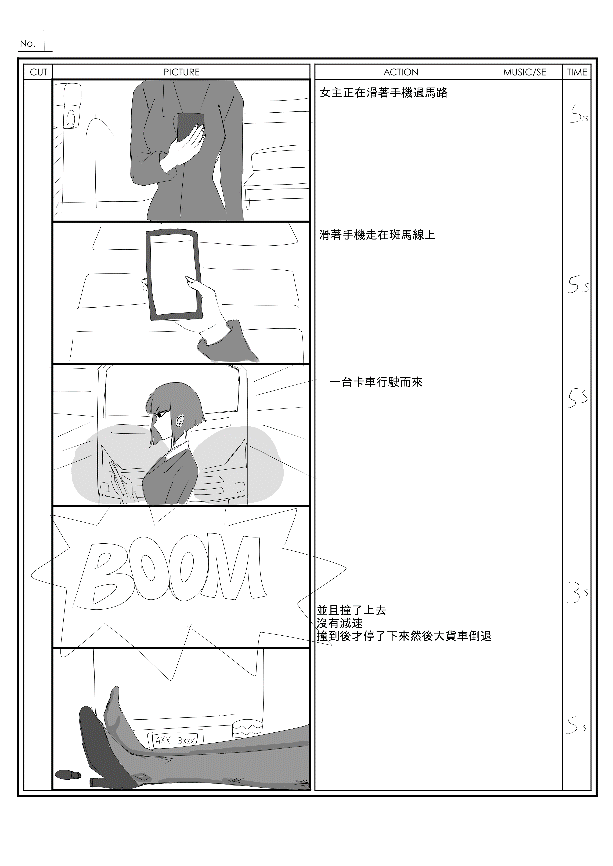 No. 1
CUT PICTURE ACTION MUSIC/SE TIME
女主正在滑著手機過馬路
5s
滑著手機走在斑馬線上
5s
一台卡車行駛而來
5s
BOOM
並且撞了上去
沒有減速
撞到後才停了下來然後大貨車倒退
3s
5s